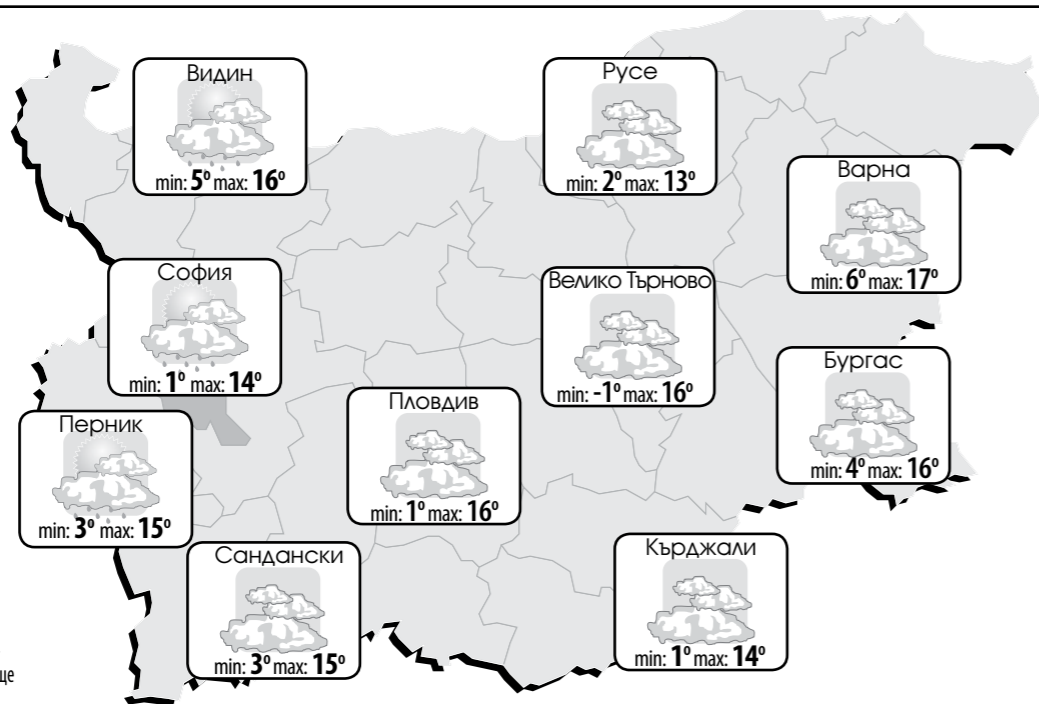 Видин
min: 5° max: 16°
Русе
min: 2° max: 13°
Варна
min: 6° max: 17°
София
min: 1° max: 14°
Велико Търново
min: -1° max: 16°
Бургас
min: 4° max: 16°
Пловдив
min: 1° max: 16°
Перник
min: 3° max: 15°
Сандански
min: 3° max: 15°
Кърджали
min: 1° max: 14°
ще